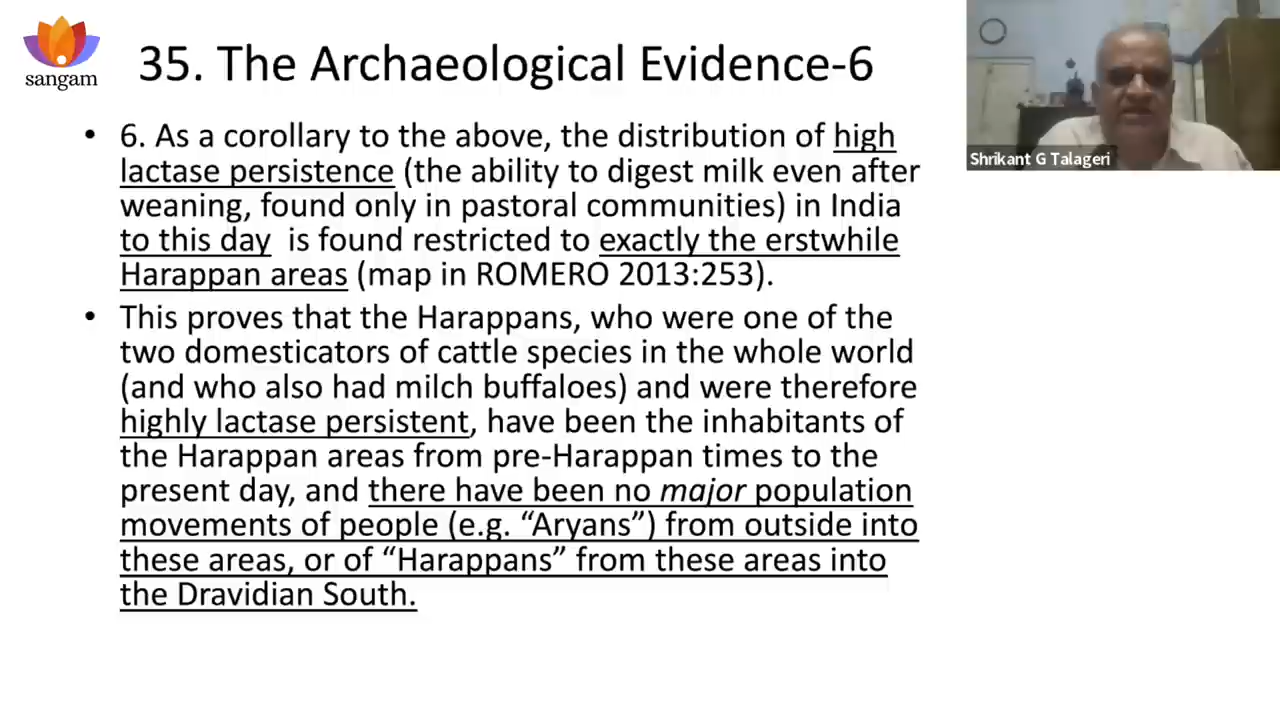 sangam
35. The Archaeological Evidence-6
• 6. As a corollary to the above, the distribution of high
lactase persistence (the ability to digest milk even after
weaning, found only in pastoral communities) in India
to this day  is found restricted to exactly the erstwhile
Harappan areas (map in ROMERO 2013:253).
• This proves that the Harappans, who were one of the
two domesticators of cattle species in the whole world
(and who also had milch buffaloes) and were therefore
highly lactase persistent, have been the inhabitants of
the Harappan areas from pre-Harappan times to the
present day, and there have been no major population
movements of people (e.g. “Aryans”) from outside into
these areas, or of “Harappans” from these areas into
the Dravidian South.
Shrikant G Talageri